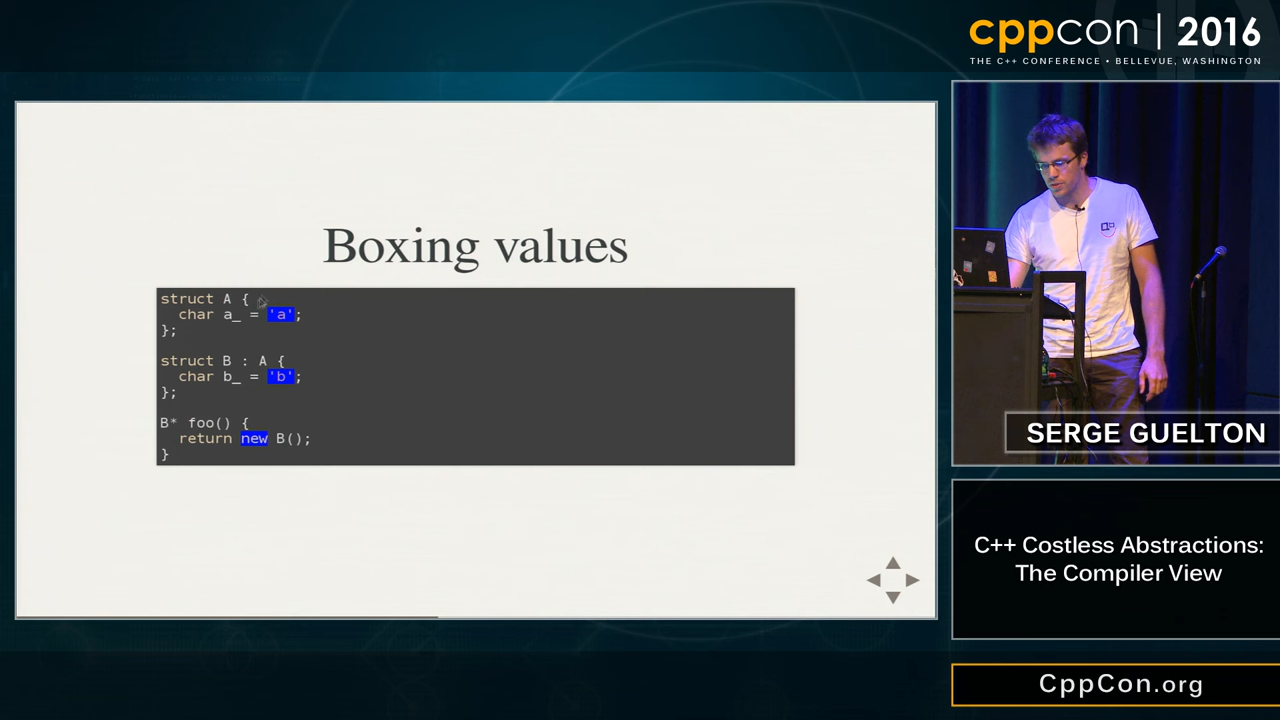 cppcon | 2016
THE C++ CONFERENCE • BELLEVUE, WASHINGTON
Boxing values
struct A {
  char a_ = 'a';
};
struct B : A {
  char b_ = 'b';
};
B* foo() {
  return new B();
}
SERGE GUELTON
C++ Costless Abstractions:
The Compiler View
CppCon.org